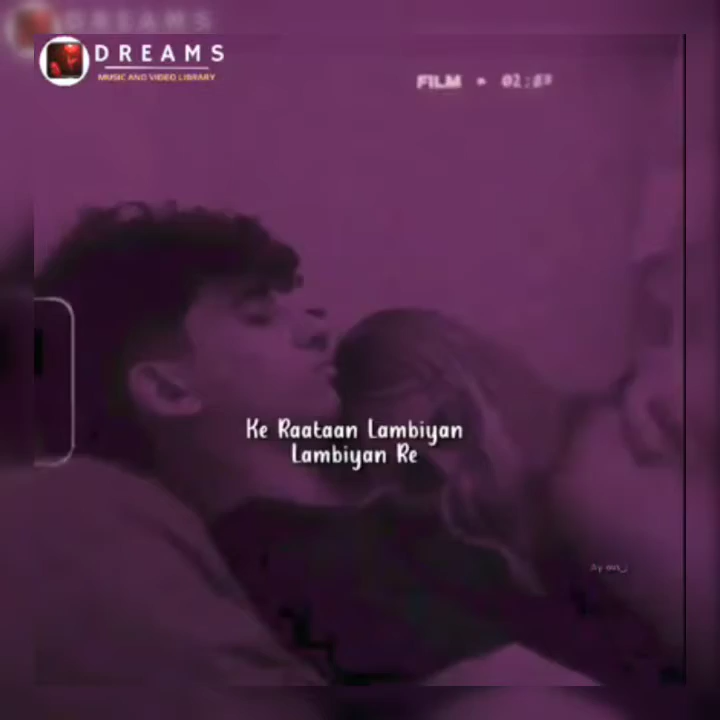 DREAMS
MUSIC AND VIDEO LIBRARY
FILM
Ke Raataan Lambiyan
Lambiyan Re